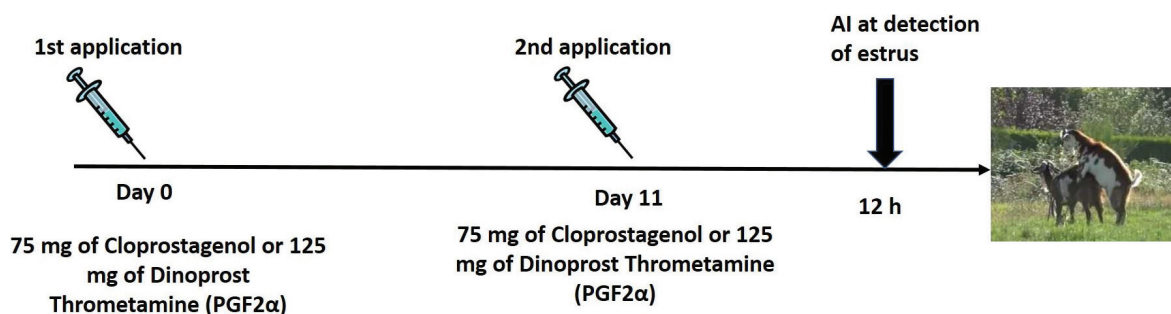 1st application
2nd application
AI at detection
of estrus
Day 0
Day 11
12 h
75 mg of Cloprostagenol or 125
mg of Dinoprost
Thrometamine (PGF2α)
75 mg of Cloprostagenol or 125
mg of Dinoprost Thrometamine
(PGF2α)